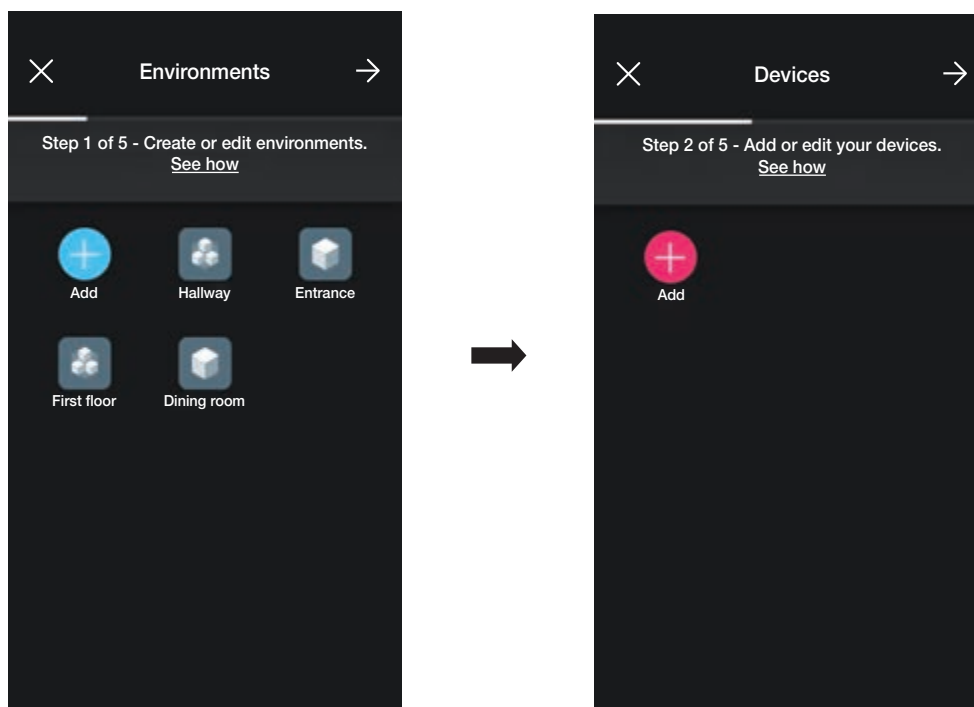 Environments
Step 1 of 5 - Create or edit environments.
See how
Add
Hallway
Entrance
First floor
Dining room
Devices
Step 2 of 5 - Add or edit your devices.
See how
Add